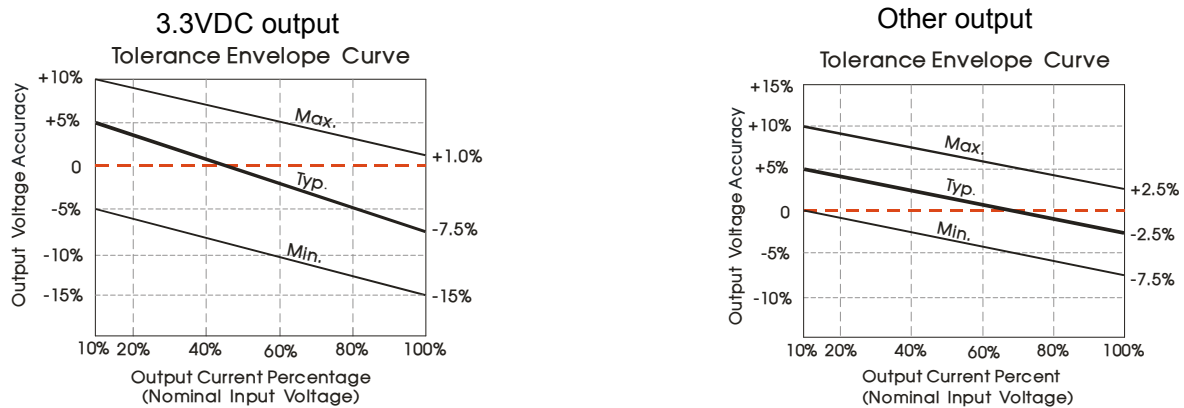 3.3VDC output
Tolerance Envelope Curve
Output Voltage Accuracy
+10%
+5%
0
-5%
-10%
-15%
Max.
Typ.
Min.
+1.0%
-7.5%
-15%
10% 20% 40% 60% 80% 100%
Output Current Percentage
(Nominal Input Voltage)
Other output
Tolerance Envelope Curve
Output Voltage Accuracy
+15%
+10%
+5%
0
-5%
-10%
Max.
Typ.
Min.
+2.5%
-2.5%
-7.5%
10% 20% 40% 60% 80% 100%
Output Current Percent
(Nominal Input Voltage)